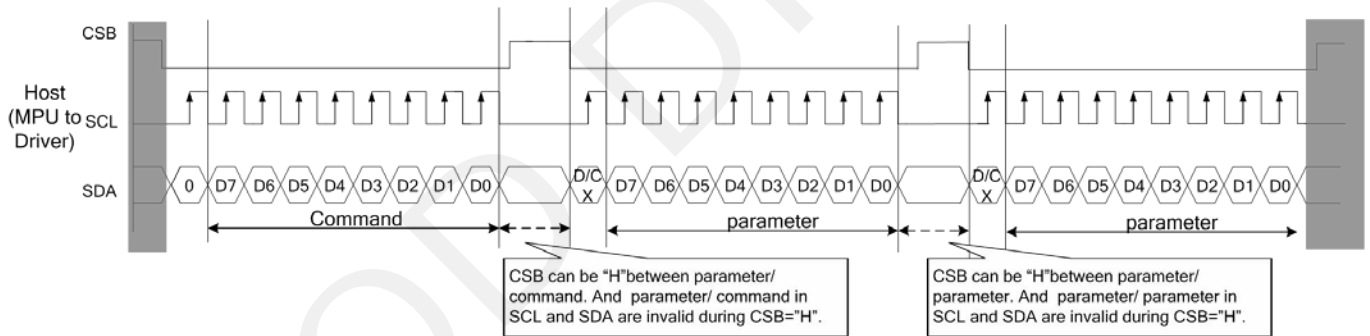 CSB
Host
(MPU to
Driver)
SCL
SDA
0 D7 D6 D5 D4 D3 D2 D1 D0 D/C X D7 D6 D5 D4 D3 D2 D1 D0 D/C X D7 D6 D5 D4 D3 D2 D1 D0
Command parameter parameter
CSB can be “H”between parameter/
command. And parameter/ command in
SCL and SDA are invalid during CSB=”H”.
CSB can be “H”between parameter/
parameter. And parameter/ parameter in
SCL and SDA are invalid during CSB=”H”.